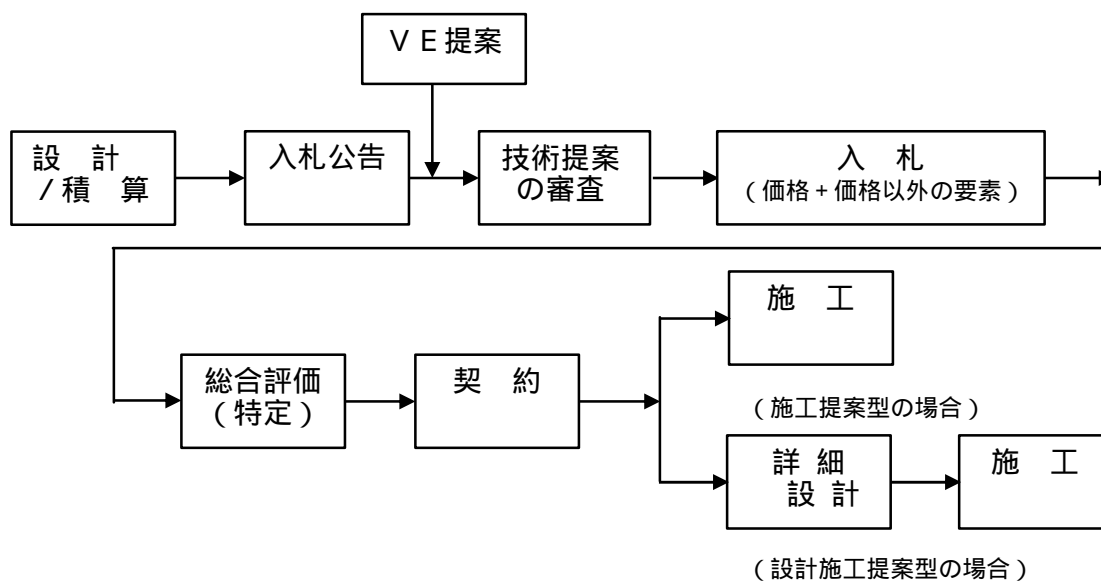 ＶＥ提案
設　計
/ 積　算
入札公告
技術提案
の審査
入　札
（価格＋価格以外の要素）
総合評価
（特定）
契　約
施　工
（施工提案型の場合）
詳 細
設 計
施　工
（設計施工提案型の場合）